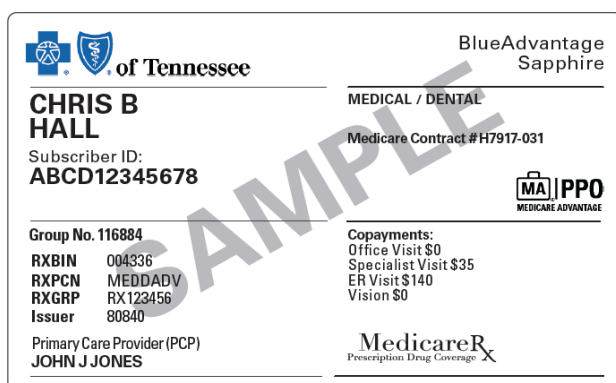 of Tennessee
BlueAdvantage
Sapphire
CHRIS B
HALL
Subscriber ID:
ABCD12345678
MEDICAL / DENTAL
Medicare Contract # H7917-031
MA PPO
MEDICARE ADVANTAGE
SAMPLE
Group No. 116884
RXBIN 004336
RXPCN MEDDADV
RXGRP RX123456
Issuer 80840
Primary Care Provider (PCP)
JOHN J JONES
Copayments:
Office Visit $0
Specialist Visit $35
ER Visit $140
Vision $0
MedicareRx
Prescription Drug Coverage